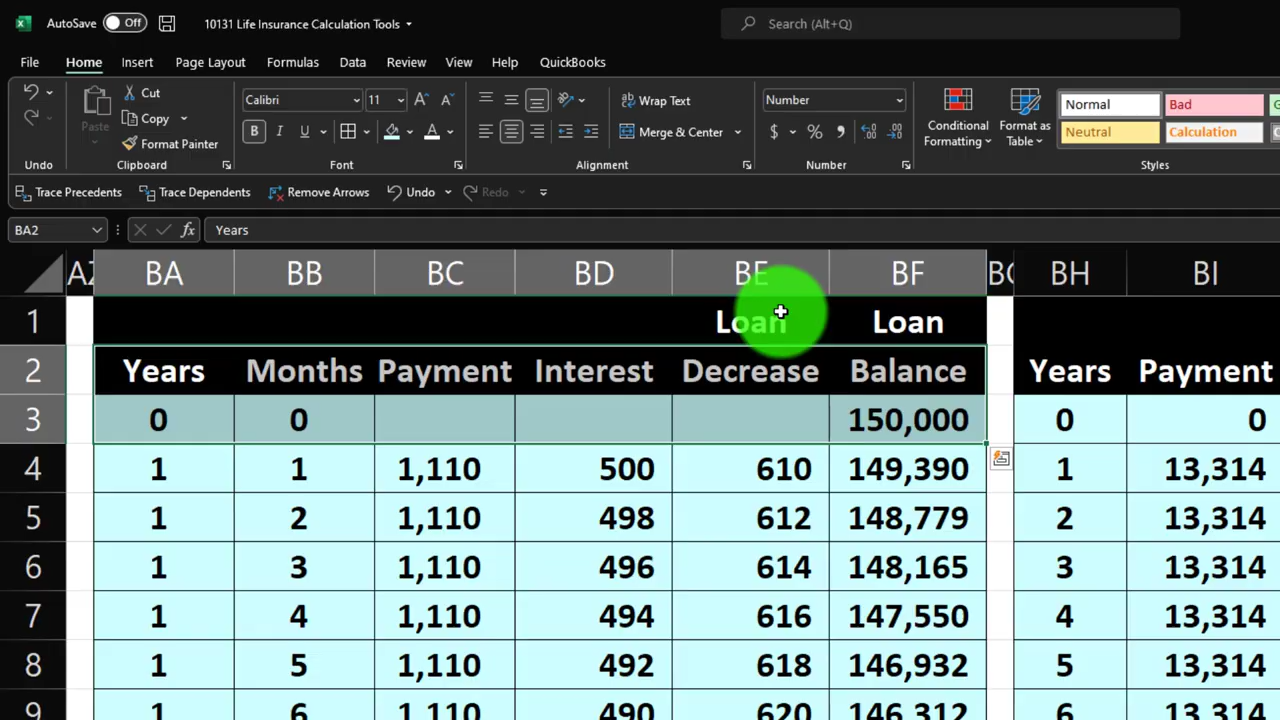 AutoSave Off 10131 Life Insurance Calculation Tools Search (Alt+Q)
File Home Insert Page Layout Formulas Data Review View Help QuickBooks
Paste Cut Copy Format Painter
Calibri 11 Wrap Text Number Conditional Formatting Format as Table Normal Bad
B I U Merge & Center $ % Neutral Calculation
Undo Clipboard Font Alignment Number Styles
Trace Precedents Trace Dependents Remove Arrows Undo Redo
BA2 fx Years
BA BB BC BD BE BF BH BI
1 Loan Loan
2 Years Months Payment Interest Decrease Balance Years Payment
3 0 0 150,000 0 0
4 1 1 1,110 500 610 149,390 1 13,314
5 1 2 1,110 498 612 148,779 2 13,314
6 1 3 1,110 496 614 148,165 3 13,314
7 1 4 1,110 494 616 147,550 4 13,314
8 1 5 1,110 492 618 146,932 5 13,314
9 1 6 1,110 490 620 146,312 6 13,314